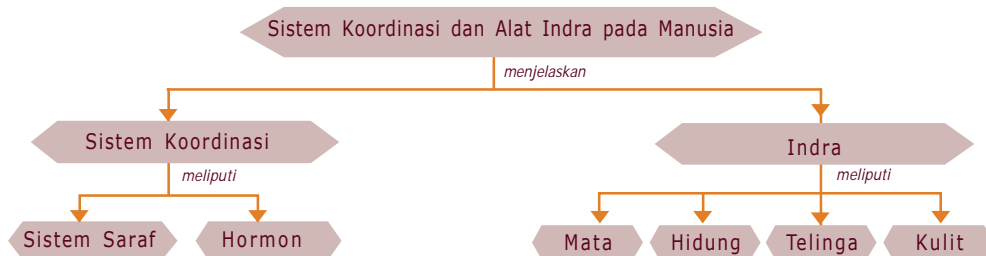 Sistem Koordinasi dan Alat Indra pada Manusia
menjelaskan
Sistem Koordinasi
Indra
meliputi
meliputi
Sistem Saraf
Hormon
Mata
Hidung
Telinga
Kulit